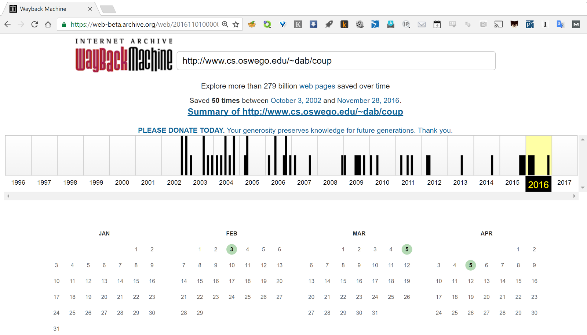 Wayback Machine
https://web-beta.archive.org/web/20161101000000
INTERNET ARCHIVE
WayBackMachine
http://www.cs.oswego.edu/~dab/coup
Explore more than 279 billion web pages saved over time
Saved 50 times between October 3, 2002 and November 28, 2016.
Summary of http://www.cs.oswego.edu/~dab/coup
PLEASE DONATE TODAY. Your generosity preserves knowledge for future generations. Thank you.
1996 1997 1998 1999 2000 2001 2002 2003 2004 2005 2006 2007 2008 2009 2010 2011 2012 2013 2014 2015 2016 2017
JAN FEB MAR APR
1 2 1 2 3 4 5 6 1 2 3 4 5 1 2
3 4 5 6 7 8 9 7 8 9 10 11 12 13 6 7 8 9 10 11 12 3 4 5 6 7 8 9
10 11 12 13 14 15 16 14 15 16 17 18 19 20 13 14 15 16 17 18 19 10 11 12 13 14 15 16
17 18 19 20 21 22 23 21 22 23 24 25 26 27 20 21 22 23 24 25 26 17 18 19 20 21 22 23
24 25 26 27 28 29 30 28 29 27 28 29 30 31 24 25 26 27 28 29 30
31